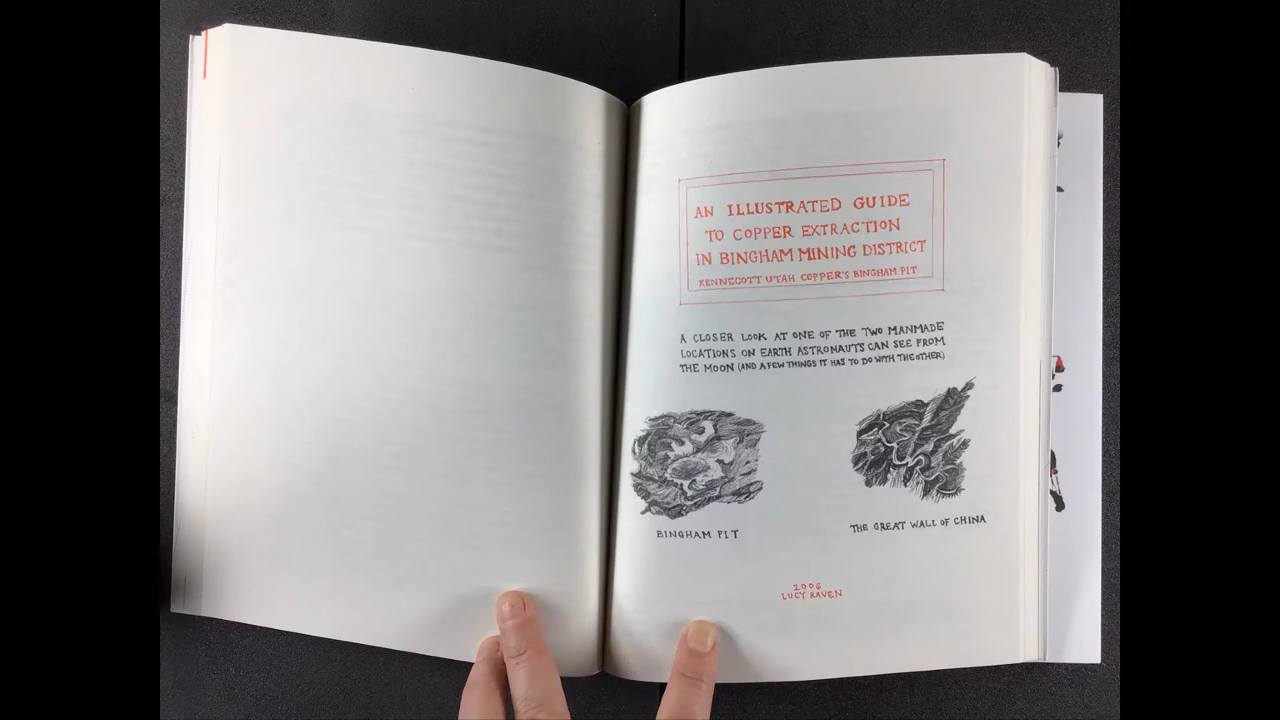 AN ILLUSTRATED GUIDE
TO COPPER EXTRACTION
IN BINGHAM MINING DISTRICT
KENNECOTT UTAH COPPER'S BINGHAM PIT
A CLOSER LOOK AT ONE OF THE TWO MANMADE
LOCATIONS ON EARTH ASTRONAUTS CAN SEE FROM
THE MOON (AND A FEW THINGS IT HAS TO DO WITH THE OTHER)
BINGHAM PIT
THE GREAT WALL OF CHINA
2006
LUCY RAVEN